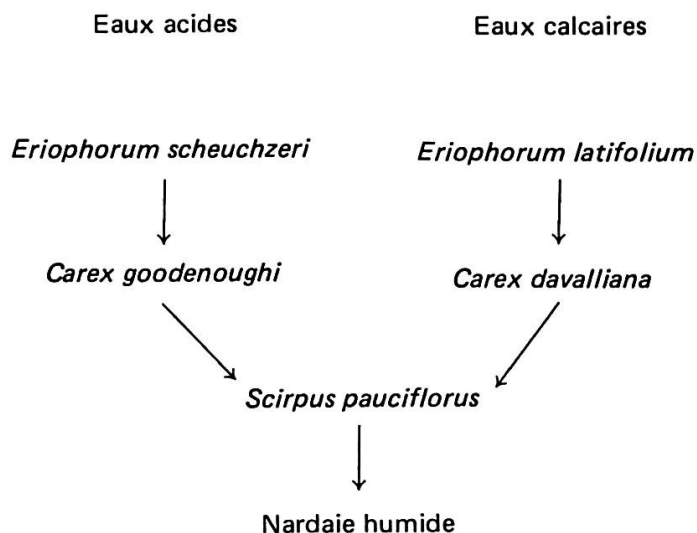 Eaux acides Eaux calcaires
Eriophorum scheuchzeri Eriophorum latifolium
Carex goodenoughi Carex davalliana
Scirpus pauciflorus
Nardaie humide